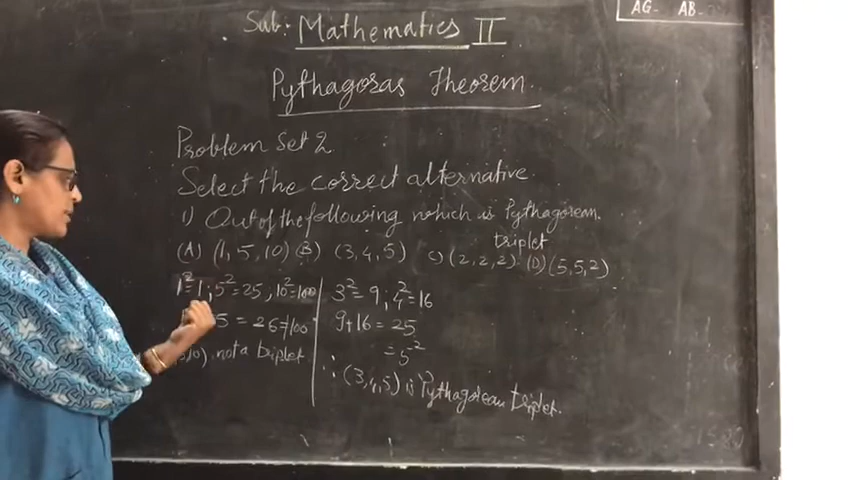 AG- AB-
Sub: Mathematics II
Pythagoras Theorem
Problem Set 2
Select the correct alternative.
1) Out of the following which is Pythagorean
triplet
(A) (1, 5, 10) (B) (3, 4, 5) c) (2, 2, 2) (D) (5, 5, 2)
1²=1; 5²=25, 10²=100
5 = 26≠100
not a triplet
3²=9; 4²=16
9+16 = 25
= 5²
∴ (3, 4, 5) is Pythagorean triplet.